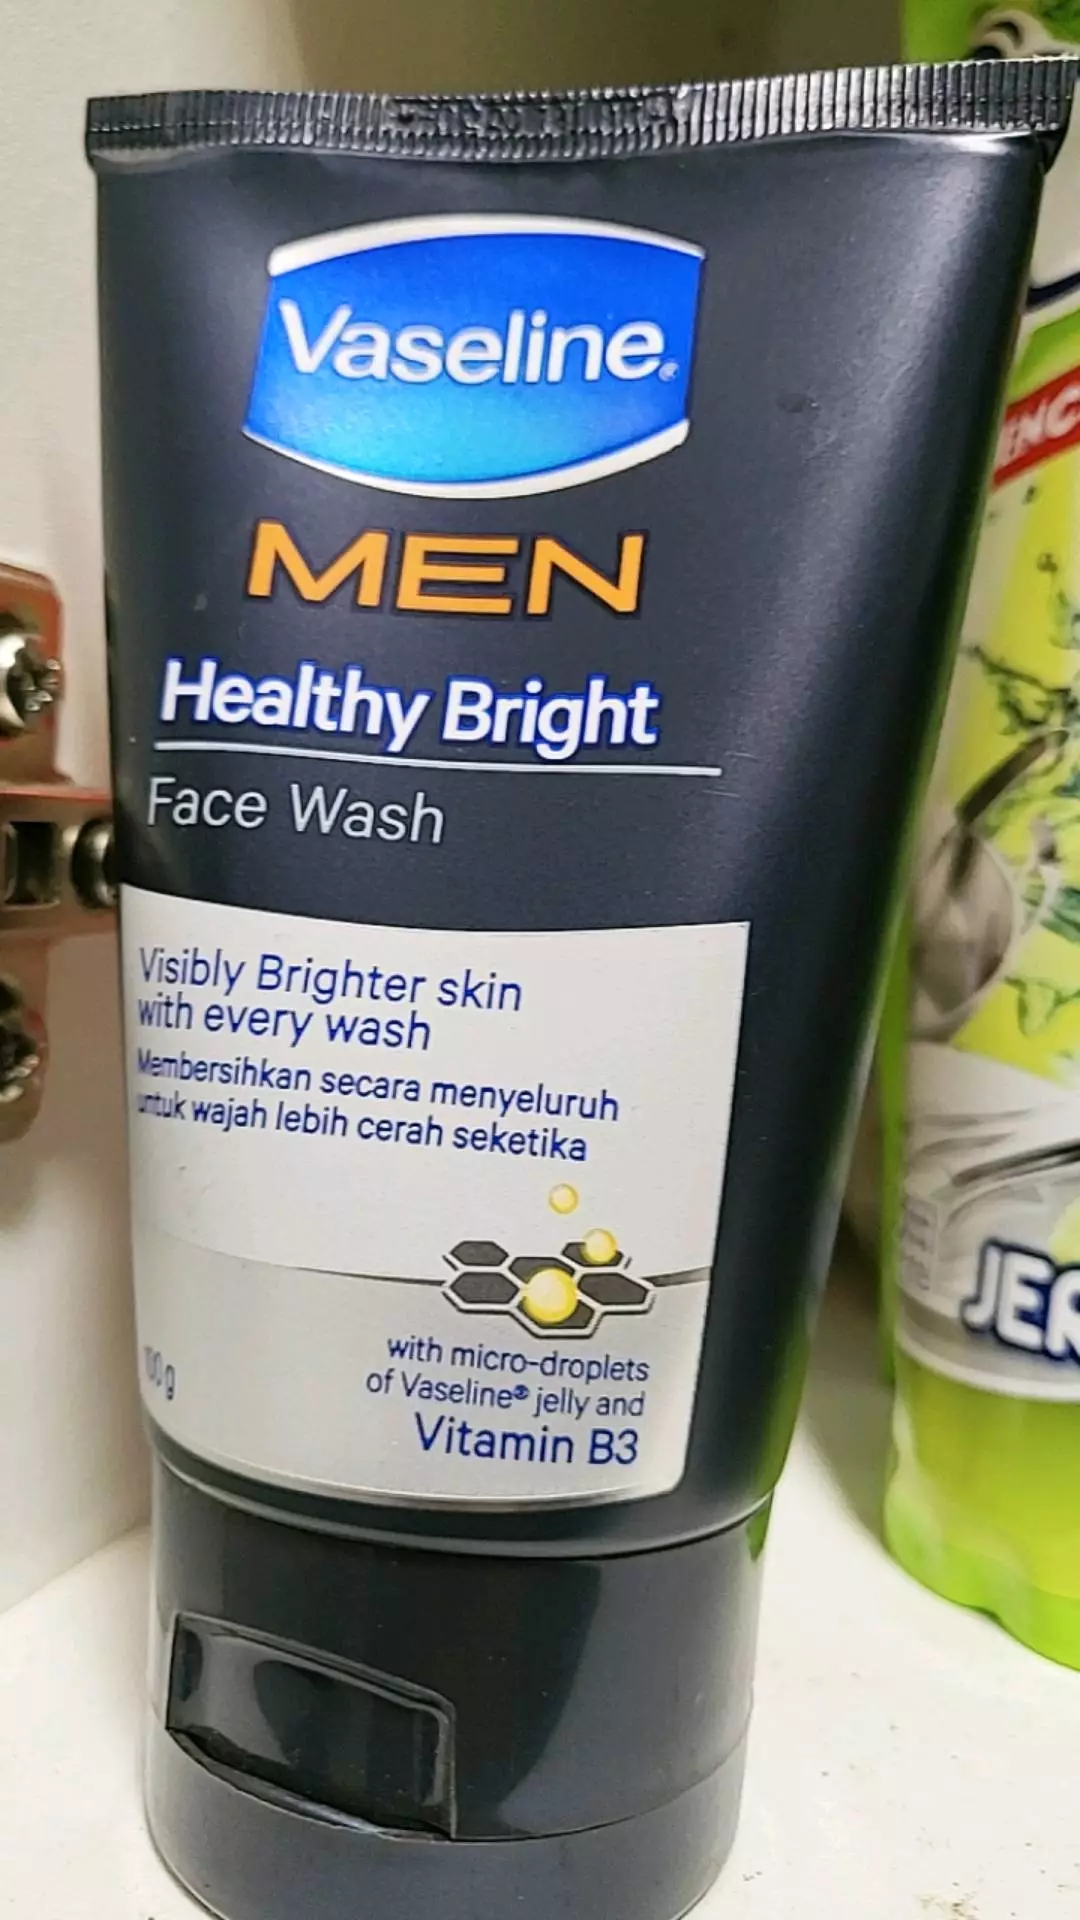 Vaseline®
MEN
Healthy Bright
Face Wash
Visibly Brighter skin
with every wash
Membersihkan secara menyeluruh
untuk wajah lebih cerah seketika
100 g
with micro-droplets
of Vaseline® jelly and
Vitamin B3